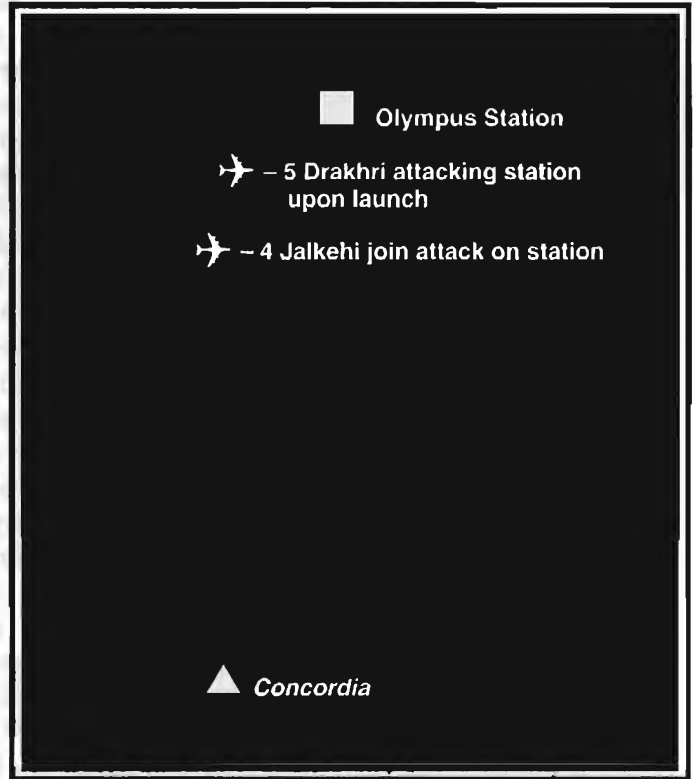 Olympus Station
– 5 Drakhri attacking station
upon launch
– 4 Jalkehi join attack on station
Concordia